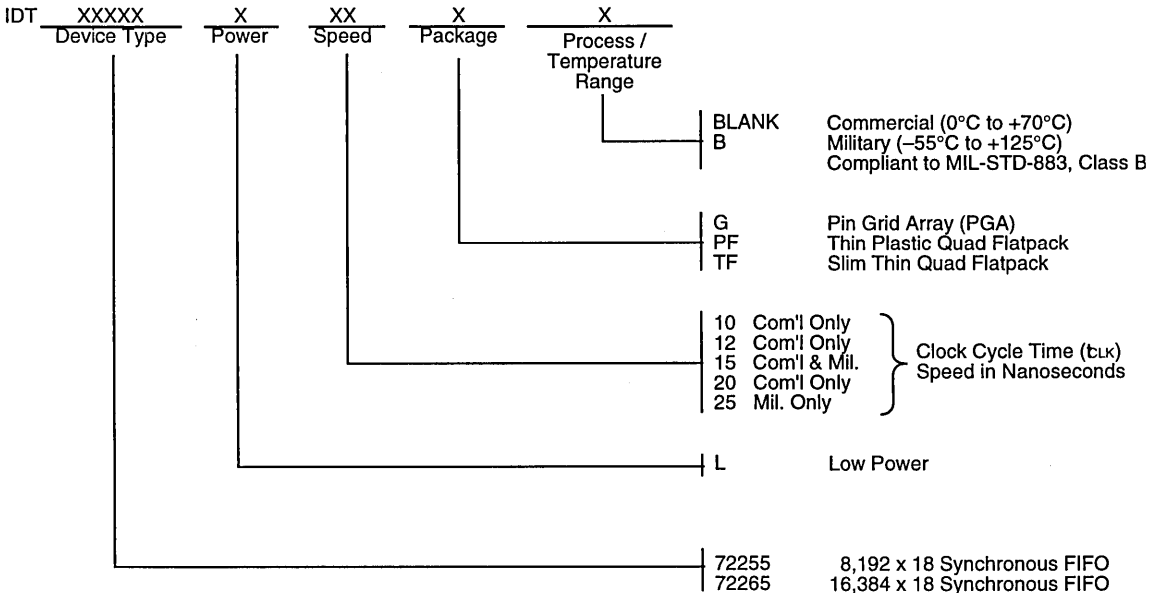 IDT XXXXX X XX X X
Device Type Power Speed Package Process /
Temperature
Range
BLANK Commercial (0°C to +70°C)
B Military (–55°C to +125°C)
Compliant to MIL-STD-883, Class B
G Pin Grid Array (PGA)
PF Thin Plastic Quad Flatpack
TF Slim Thin Quad Flatpack
10 Com'l Only
12 Com'l Only
15 Com'l & Mil.
20 Com'l Only
25 Mil. Only
Clock Cycle Time (tCLK)
Speed in Nanoseconds
L Low Power
72255 8,192 x 18 Synchronous FIFO
72265 16,384 x 18 Synchronous FIFO